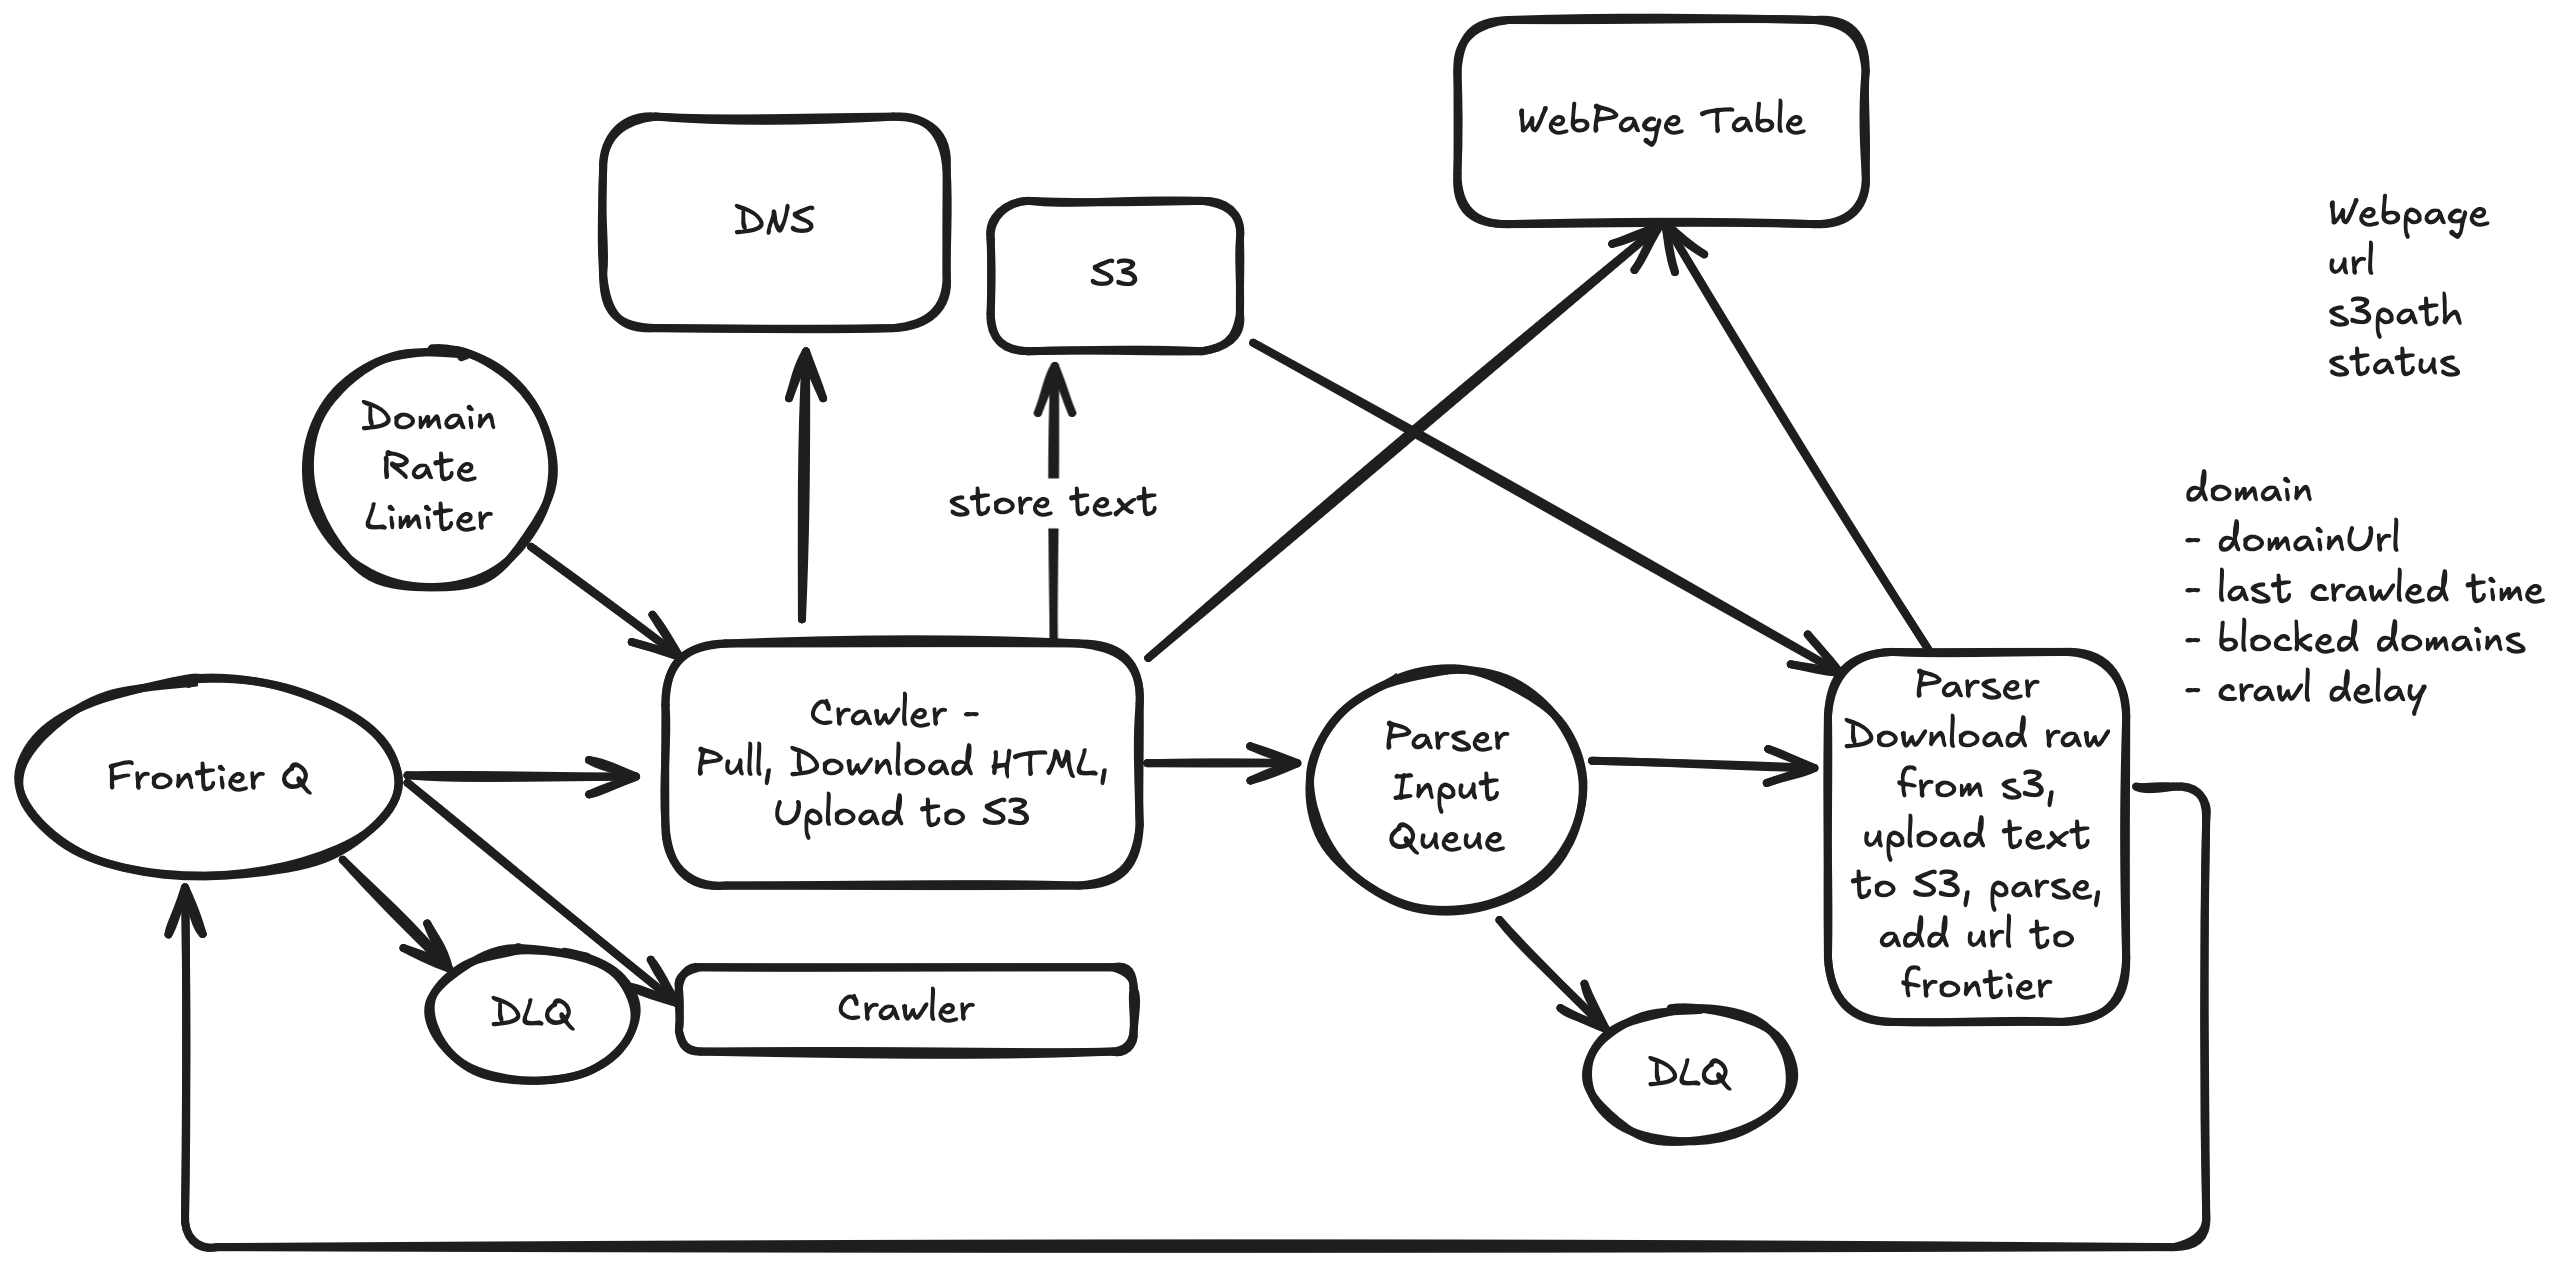 WebPage Table
DNS
S3
Webpage
url
s3path
status
Domain
Rate
Limiter
store text
domain
- domainUrl
- last crawled time
- blocked domains
- crawl delay
Frontier Q
Crawler -
Pull, Download HTML,
Upload to S3
Parser
Input
Queue
Parser
Download raw
from s3,
upload text
to S3, parse,
add url to
frontier
DLQ
Crawler
DLQ